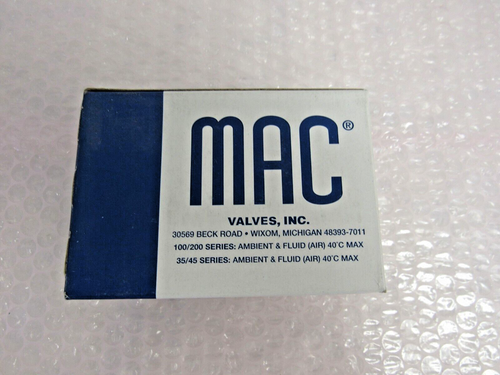 MAC®
VALVES, INC.
30569 BECK ROAD • WIXOM, MICHIGAN 48393-7011
100/200 SERIES: AMBIENT & FLUID (AIR) 40°C MAX
35/45 SERIES: AMBIENT & FLUID (AIR) 40°C MAX